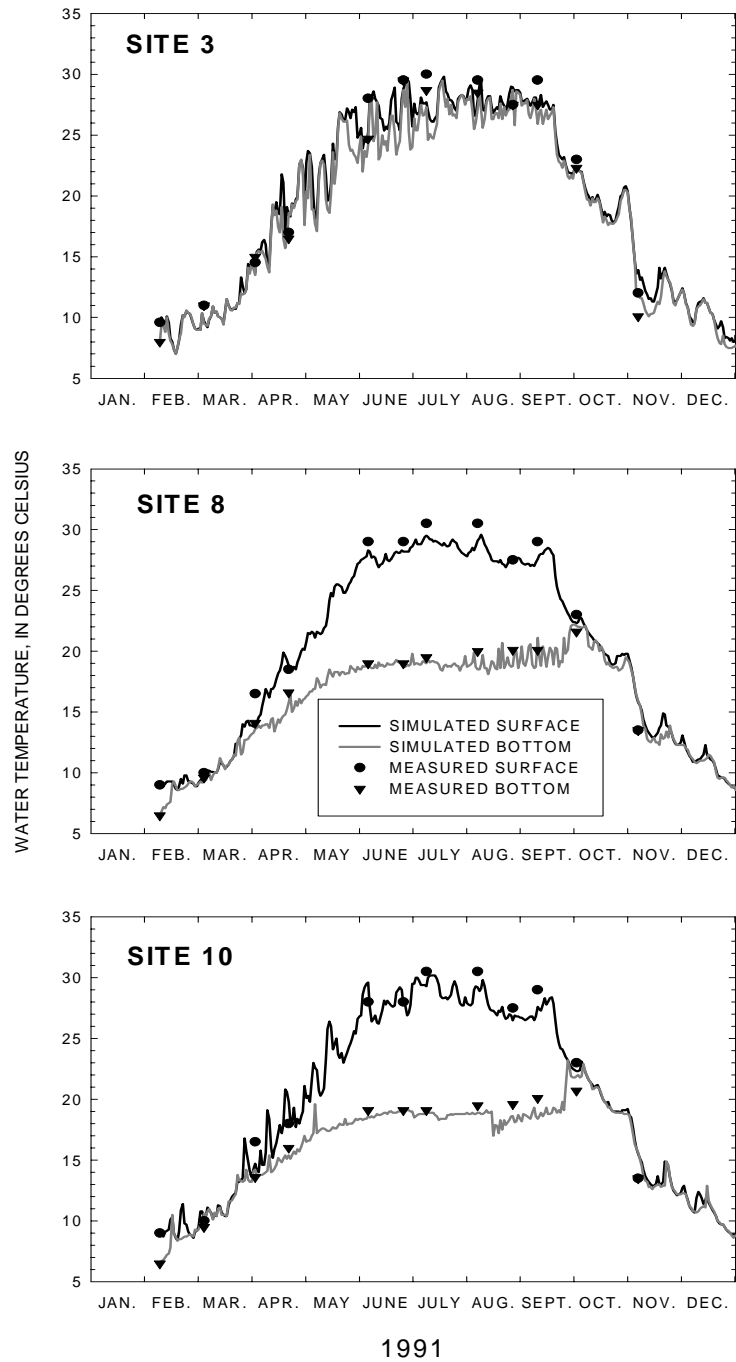 35
SITE 3
30
25
20
15
10
5
JAN. FEB. MAR. APR. MAY JUNE JULY AUG. SEPT. OCT. NOV. DEC.
WATER TEMPERATURE, IN DEGREES CELSIUS
35
SITE 8
30
25
20
15
10
5
SIMULATED SURFACE
SIMULATED BOTTOM
MEASURED SURFACE
MEASURED BOTTOM
JAN. FEB. MAR. APR. MAY JUNE JULY AUG. SEPT. OCT. NOV. DEC.
35
SITE 10
30
25
20
15
10
5
JAN. FEB. MAR. APR. MAY JUNE JULY AUG. SEPT. OCT. NOV. DEC.
1991